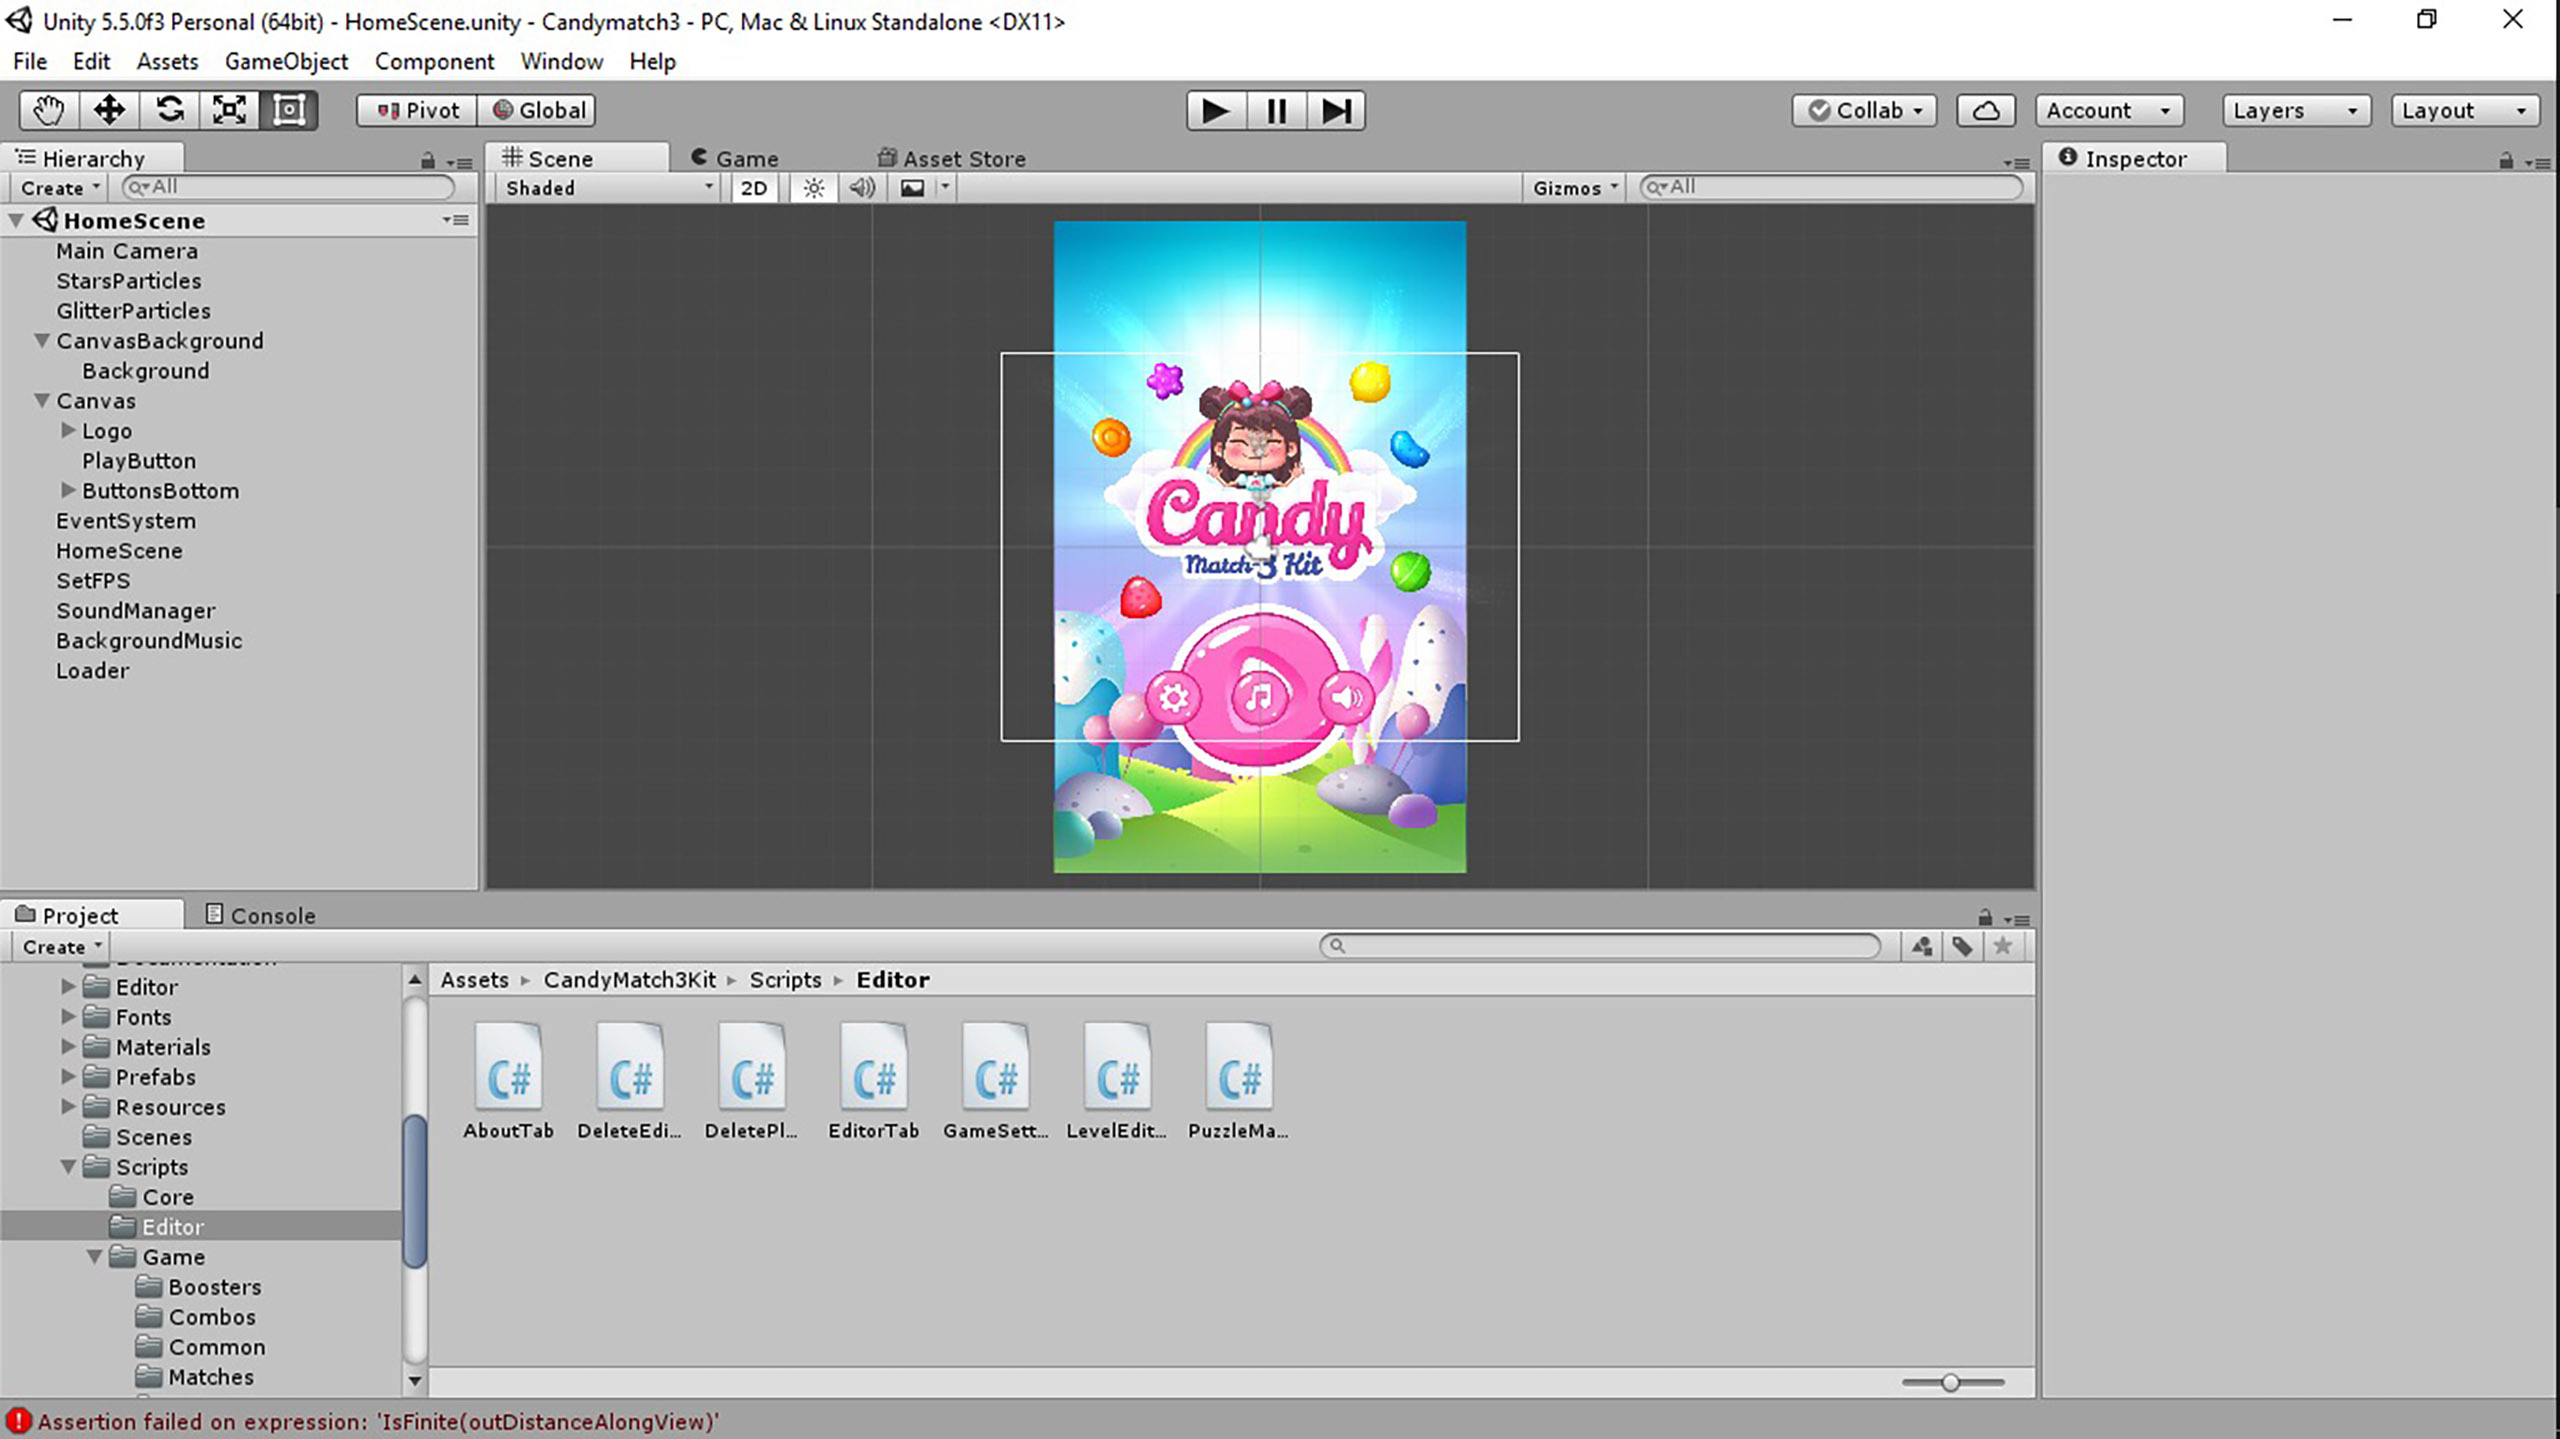 Unity 5.5.0f3 Personal (64bit) - HomeScene.unity - Candymatch3 - PC, Mac & Linux Standalone <DX11>
File Edit Assets GameObject Component Window Help
Pivot Global Collab Account Layers Layout
Hierarchy
Create All
HomeScene
Main Camera
StarsParticles
GlitterParticles
CanvasBackground
Background
Canvas
Logo
PlayButton
ButtonsBottom
EventSystem
HomeScene
SetFPS
SoundManager
BackgroundMusic
Loader
Scene Game Asset Store
Shaded 2D Gizmos All
Candy
Match-3 Kit
Inspector
Project Console
Create
Editor
Fonts
Materials
Prefabs
Resources
Scenes
Scripts
Core
Editor
Game
Boosters
Combos
Common
Matches
Assets CandyMatch3Kit Scripts Editor
C# C# C# C# C# C# C#
AboutTab DeleteEdi... DeletePl... EditorTab GameSett... LevelEdit... PuzzleMa...
Assertion failed on expression: 'IsFinite(outDistanceAlongView)'